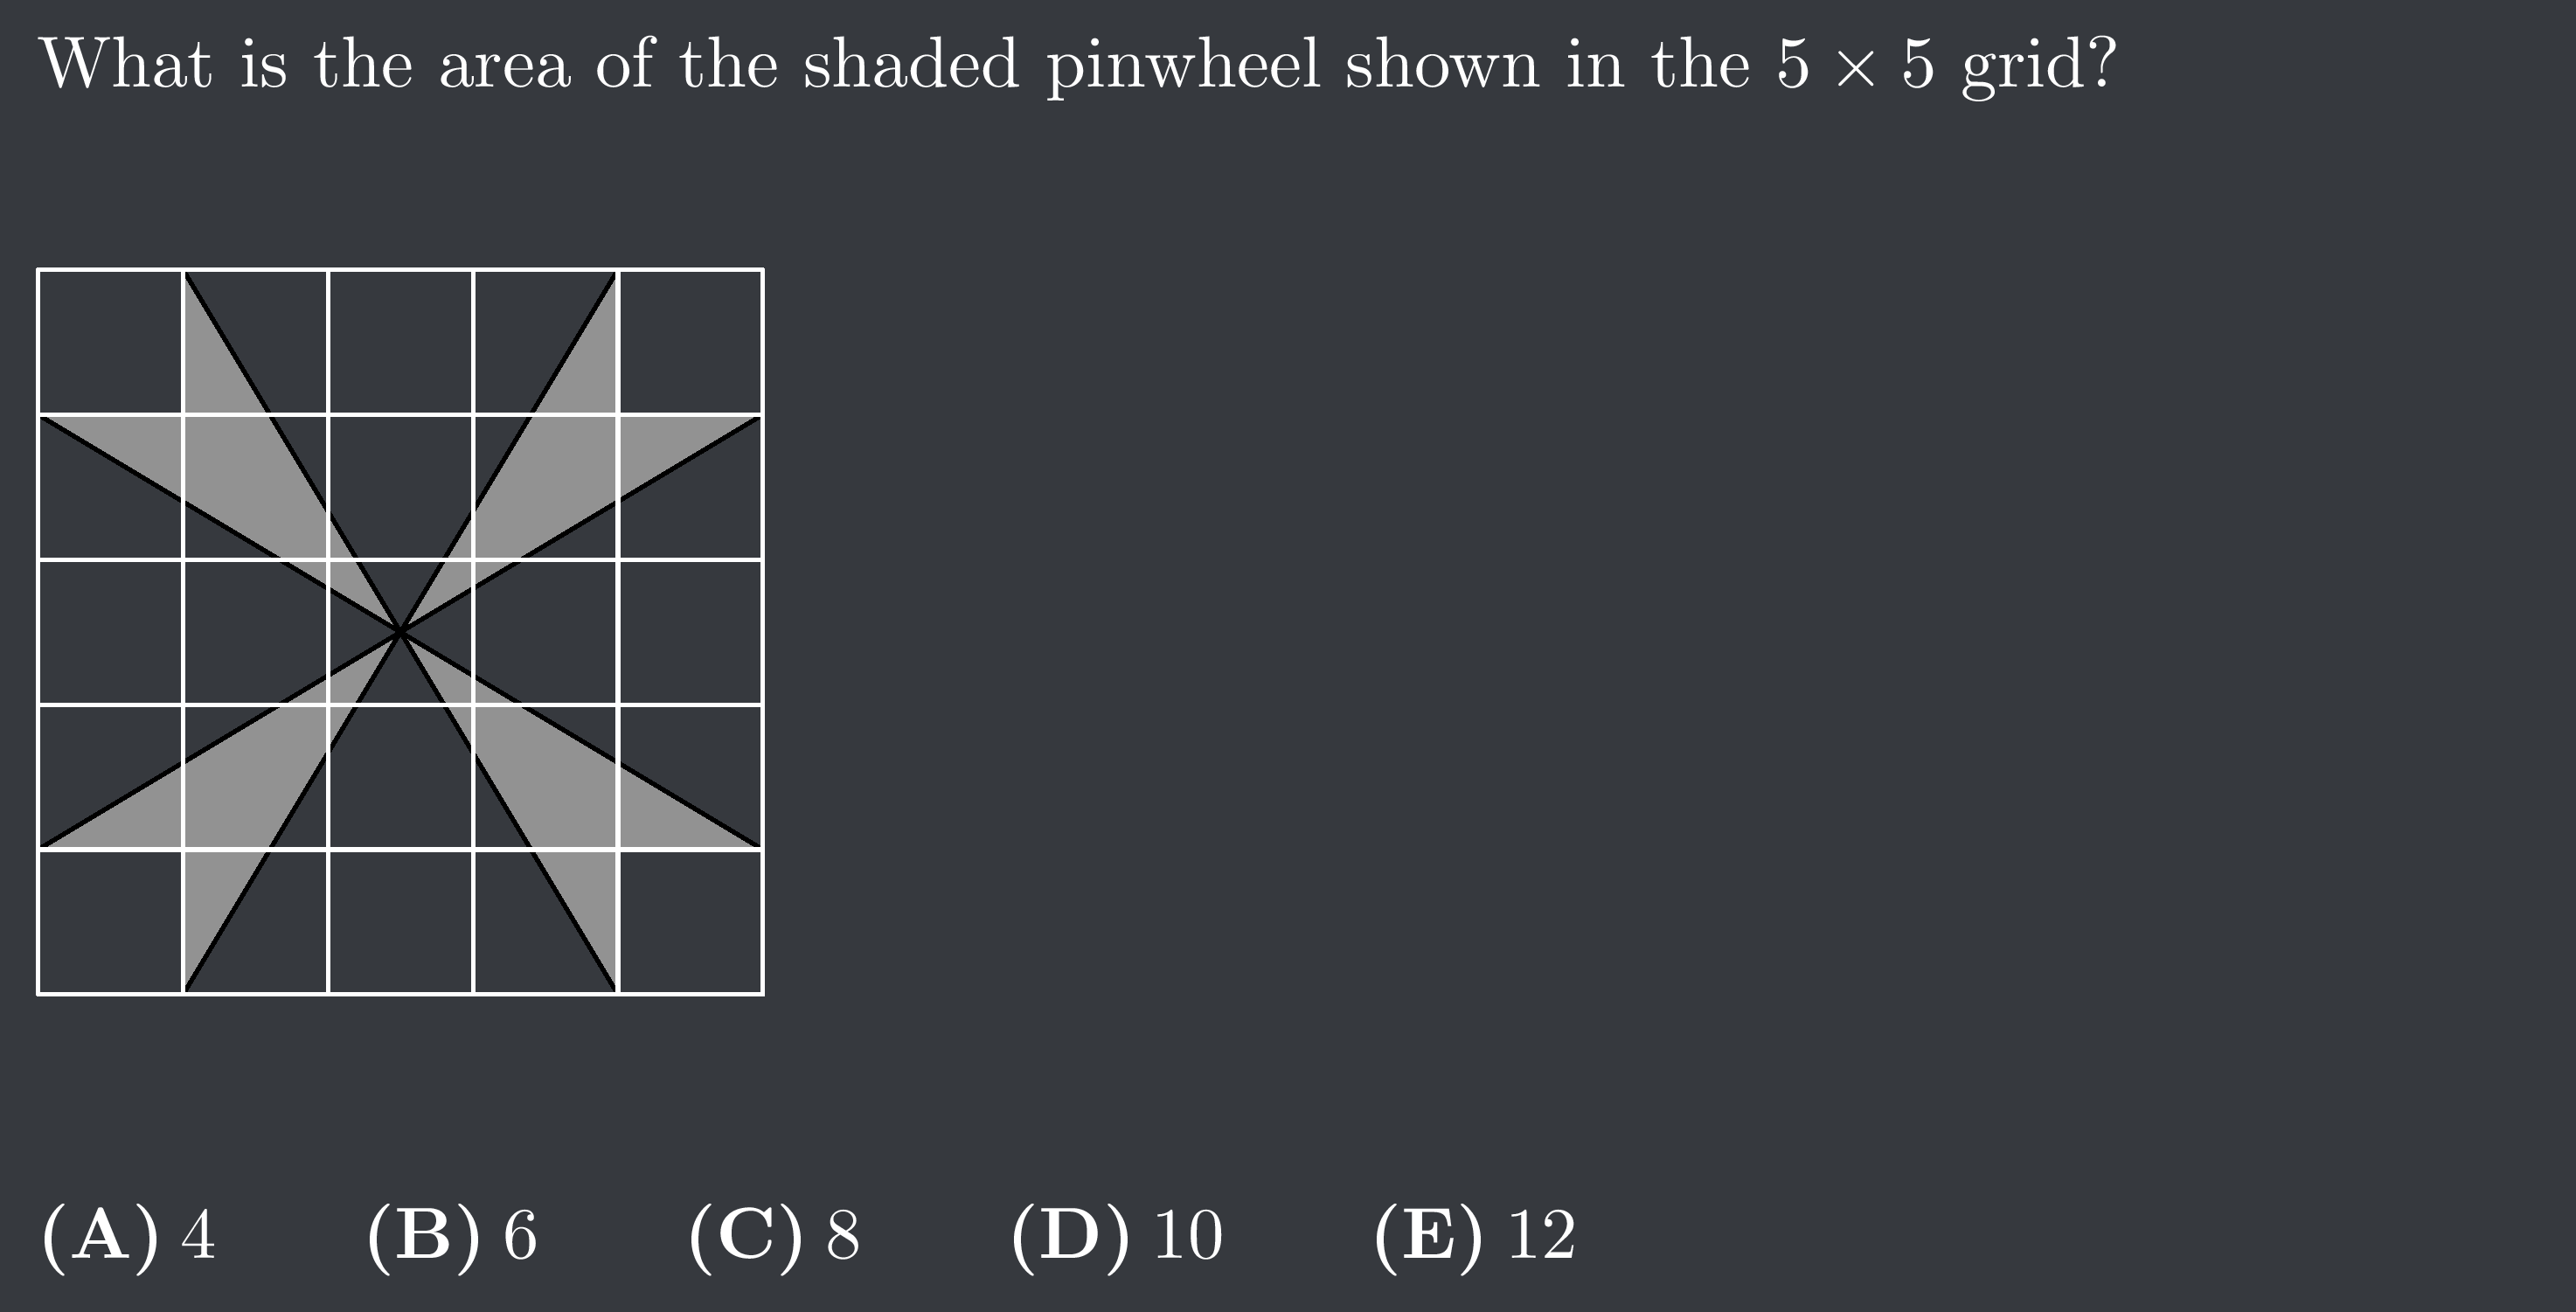 What is the area of the shaded pinwheel shown in the 5 × 5 grid?
(A) 4 (B) 6 (C) 8 (D) 10 (E) 12